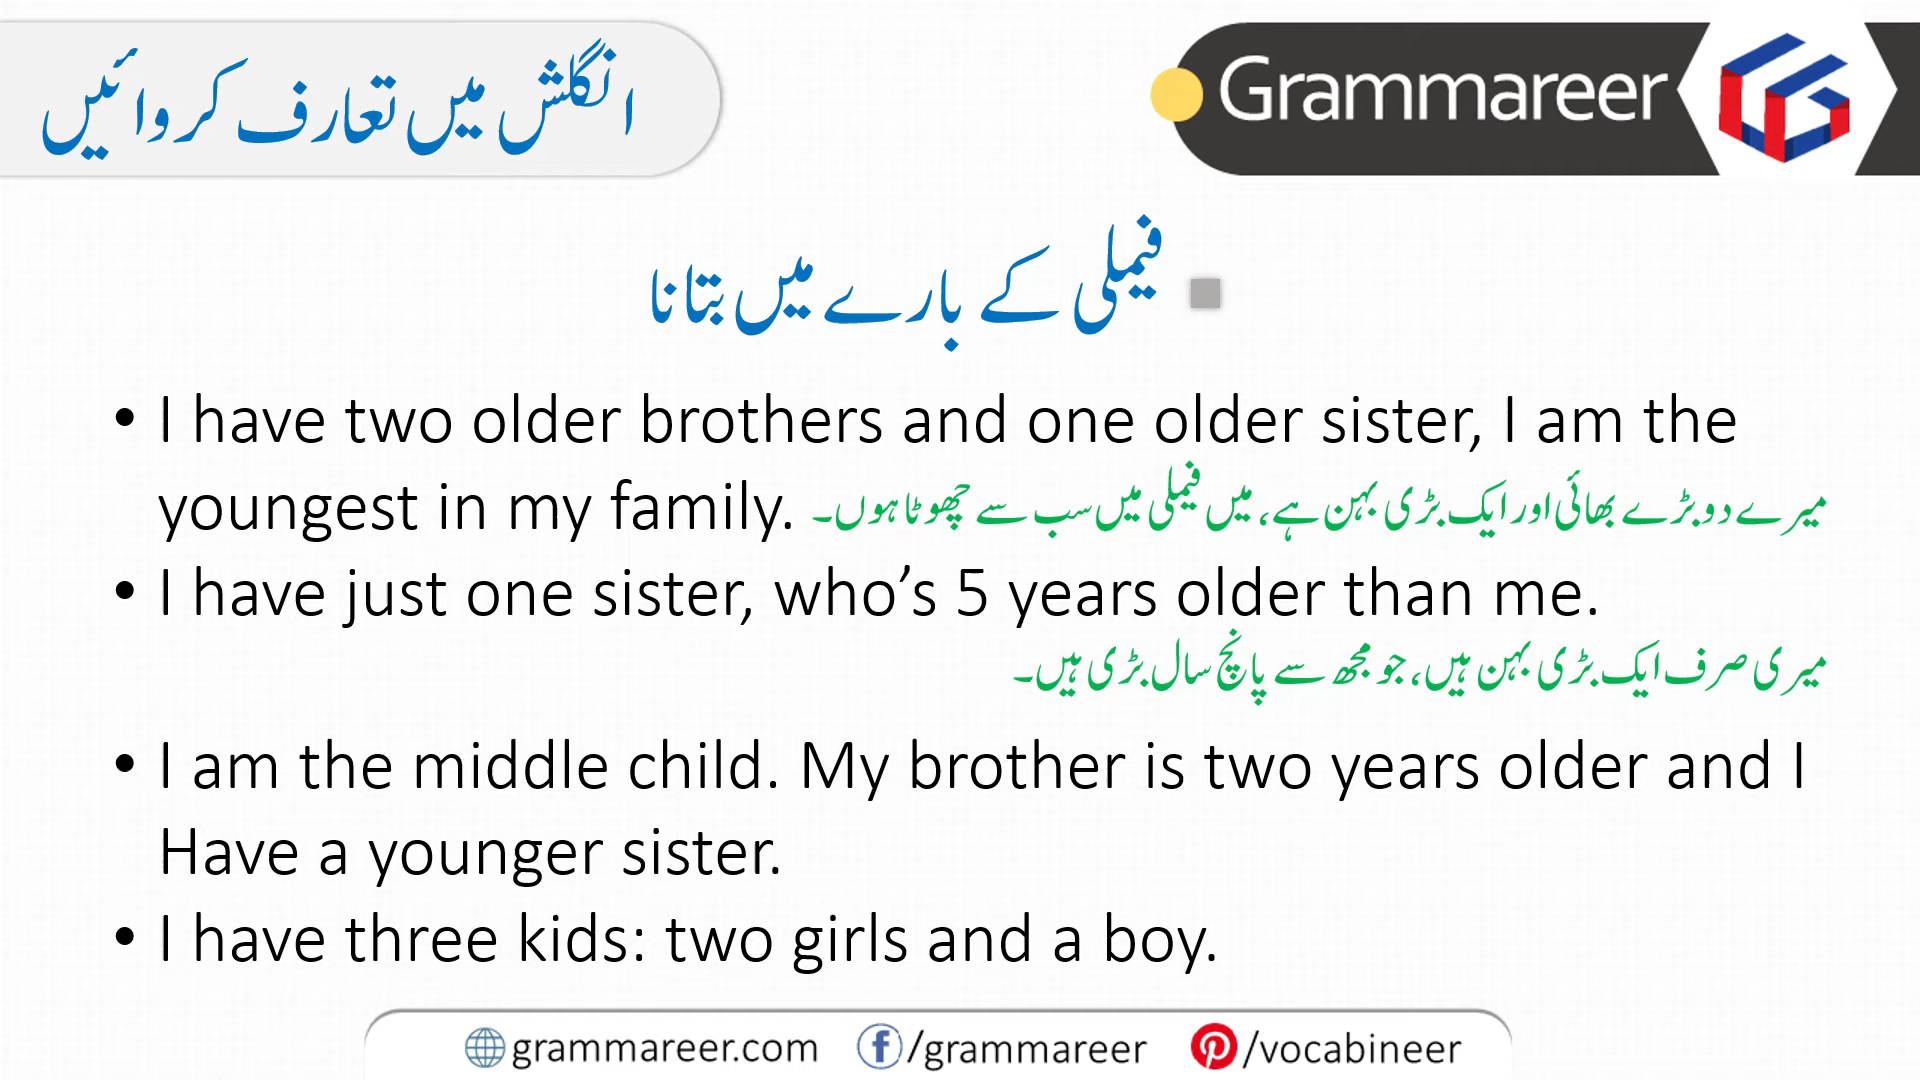 انگلش میں تعارف کروائیں
Grammareer
فیملی کے بارے میں بتانا
• I have two older brothers and one older sister, I am the
youngest in my family. میرے دو بڑے بھائی اور ایک بڑی بہن ہے، میں فیملی میں سب سے چھوٹا ہوں۔
• I have just one sister, who’s 5 years older than me.
میری صرف ایک بڑی بہن ہیں، جو مجھ سے پانچ سال بڑی ہیں۔
• I am the middle child. My brother is two years older and I
Have a younger sister.
• I have three kids: two girls and a boy.
grammareer.com /grammareer /vocabineer